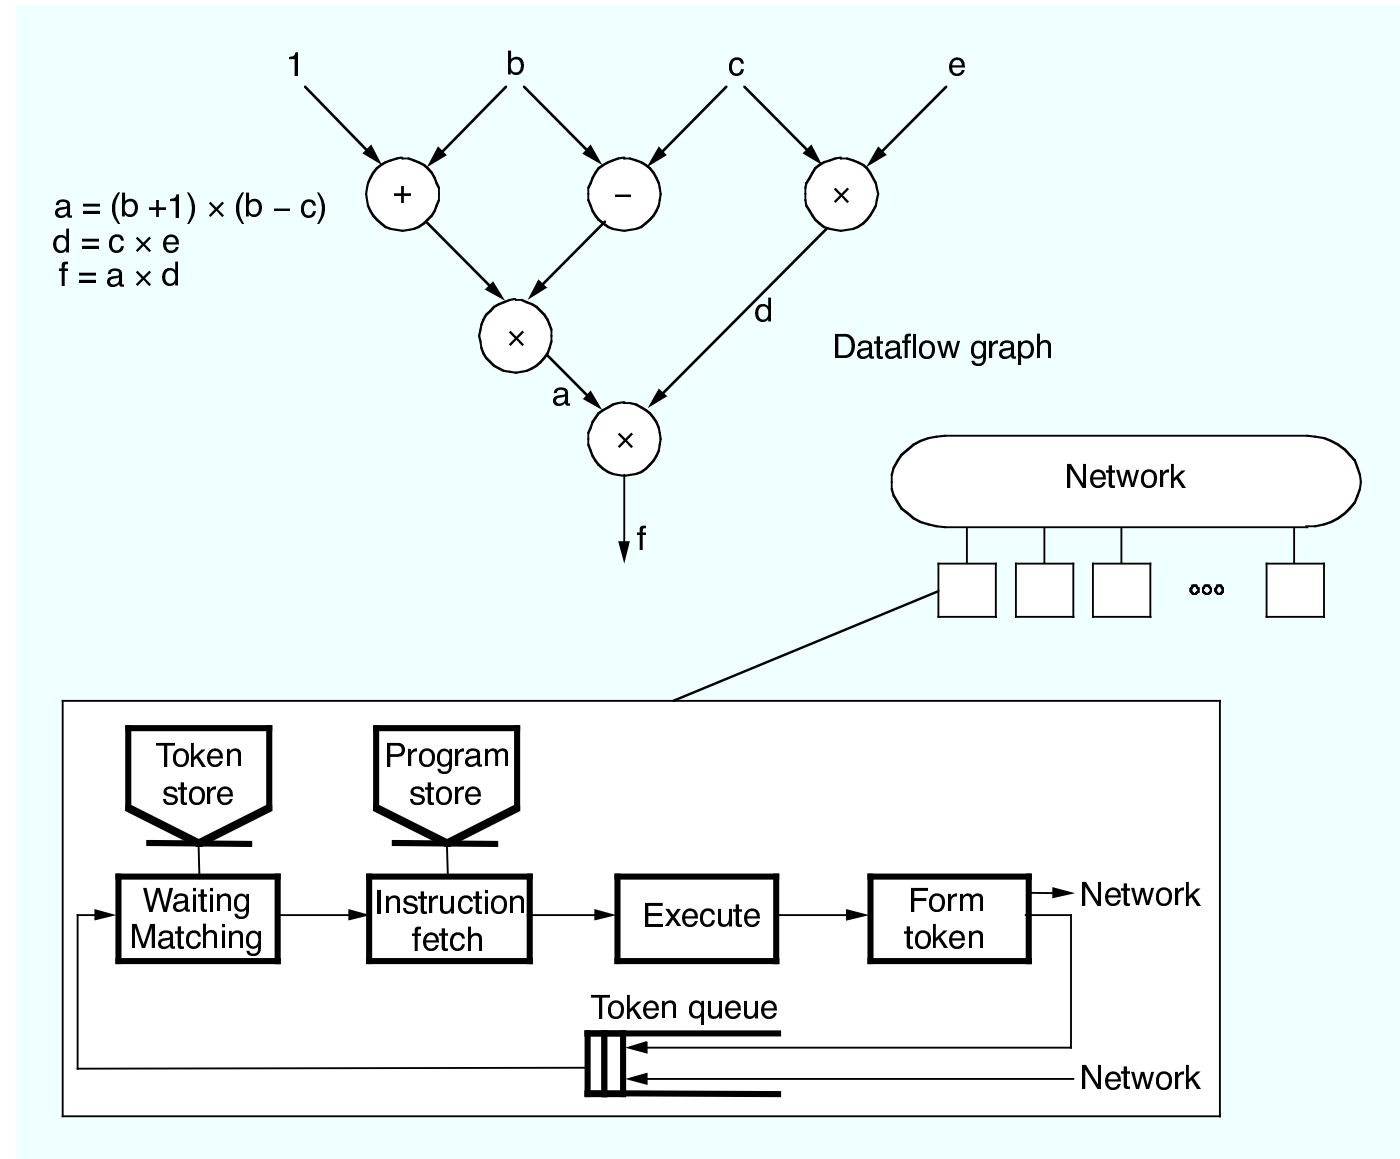 1
b
c
e
+
−
×
a = (b +1) × (b − c)
d = c × e
f = a × d
×
d
Dataflow graph
a
×
f
Network
Token
store
Program
store
Waiting
Matching
Instruction
fetch
Execute
Form
token
Network
Token queue
Network